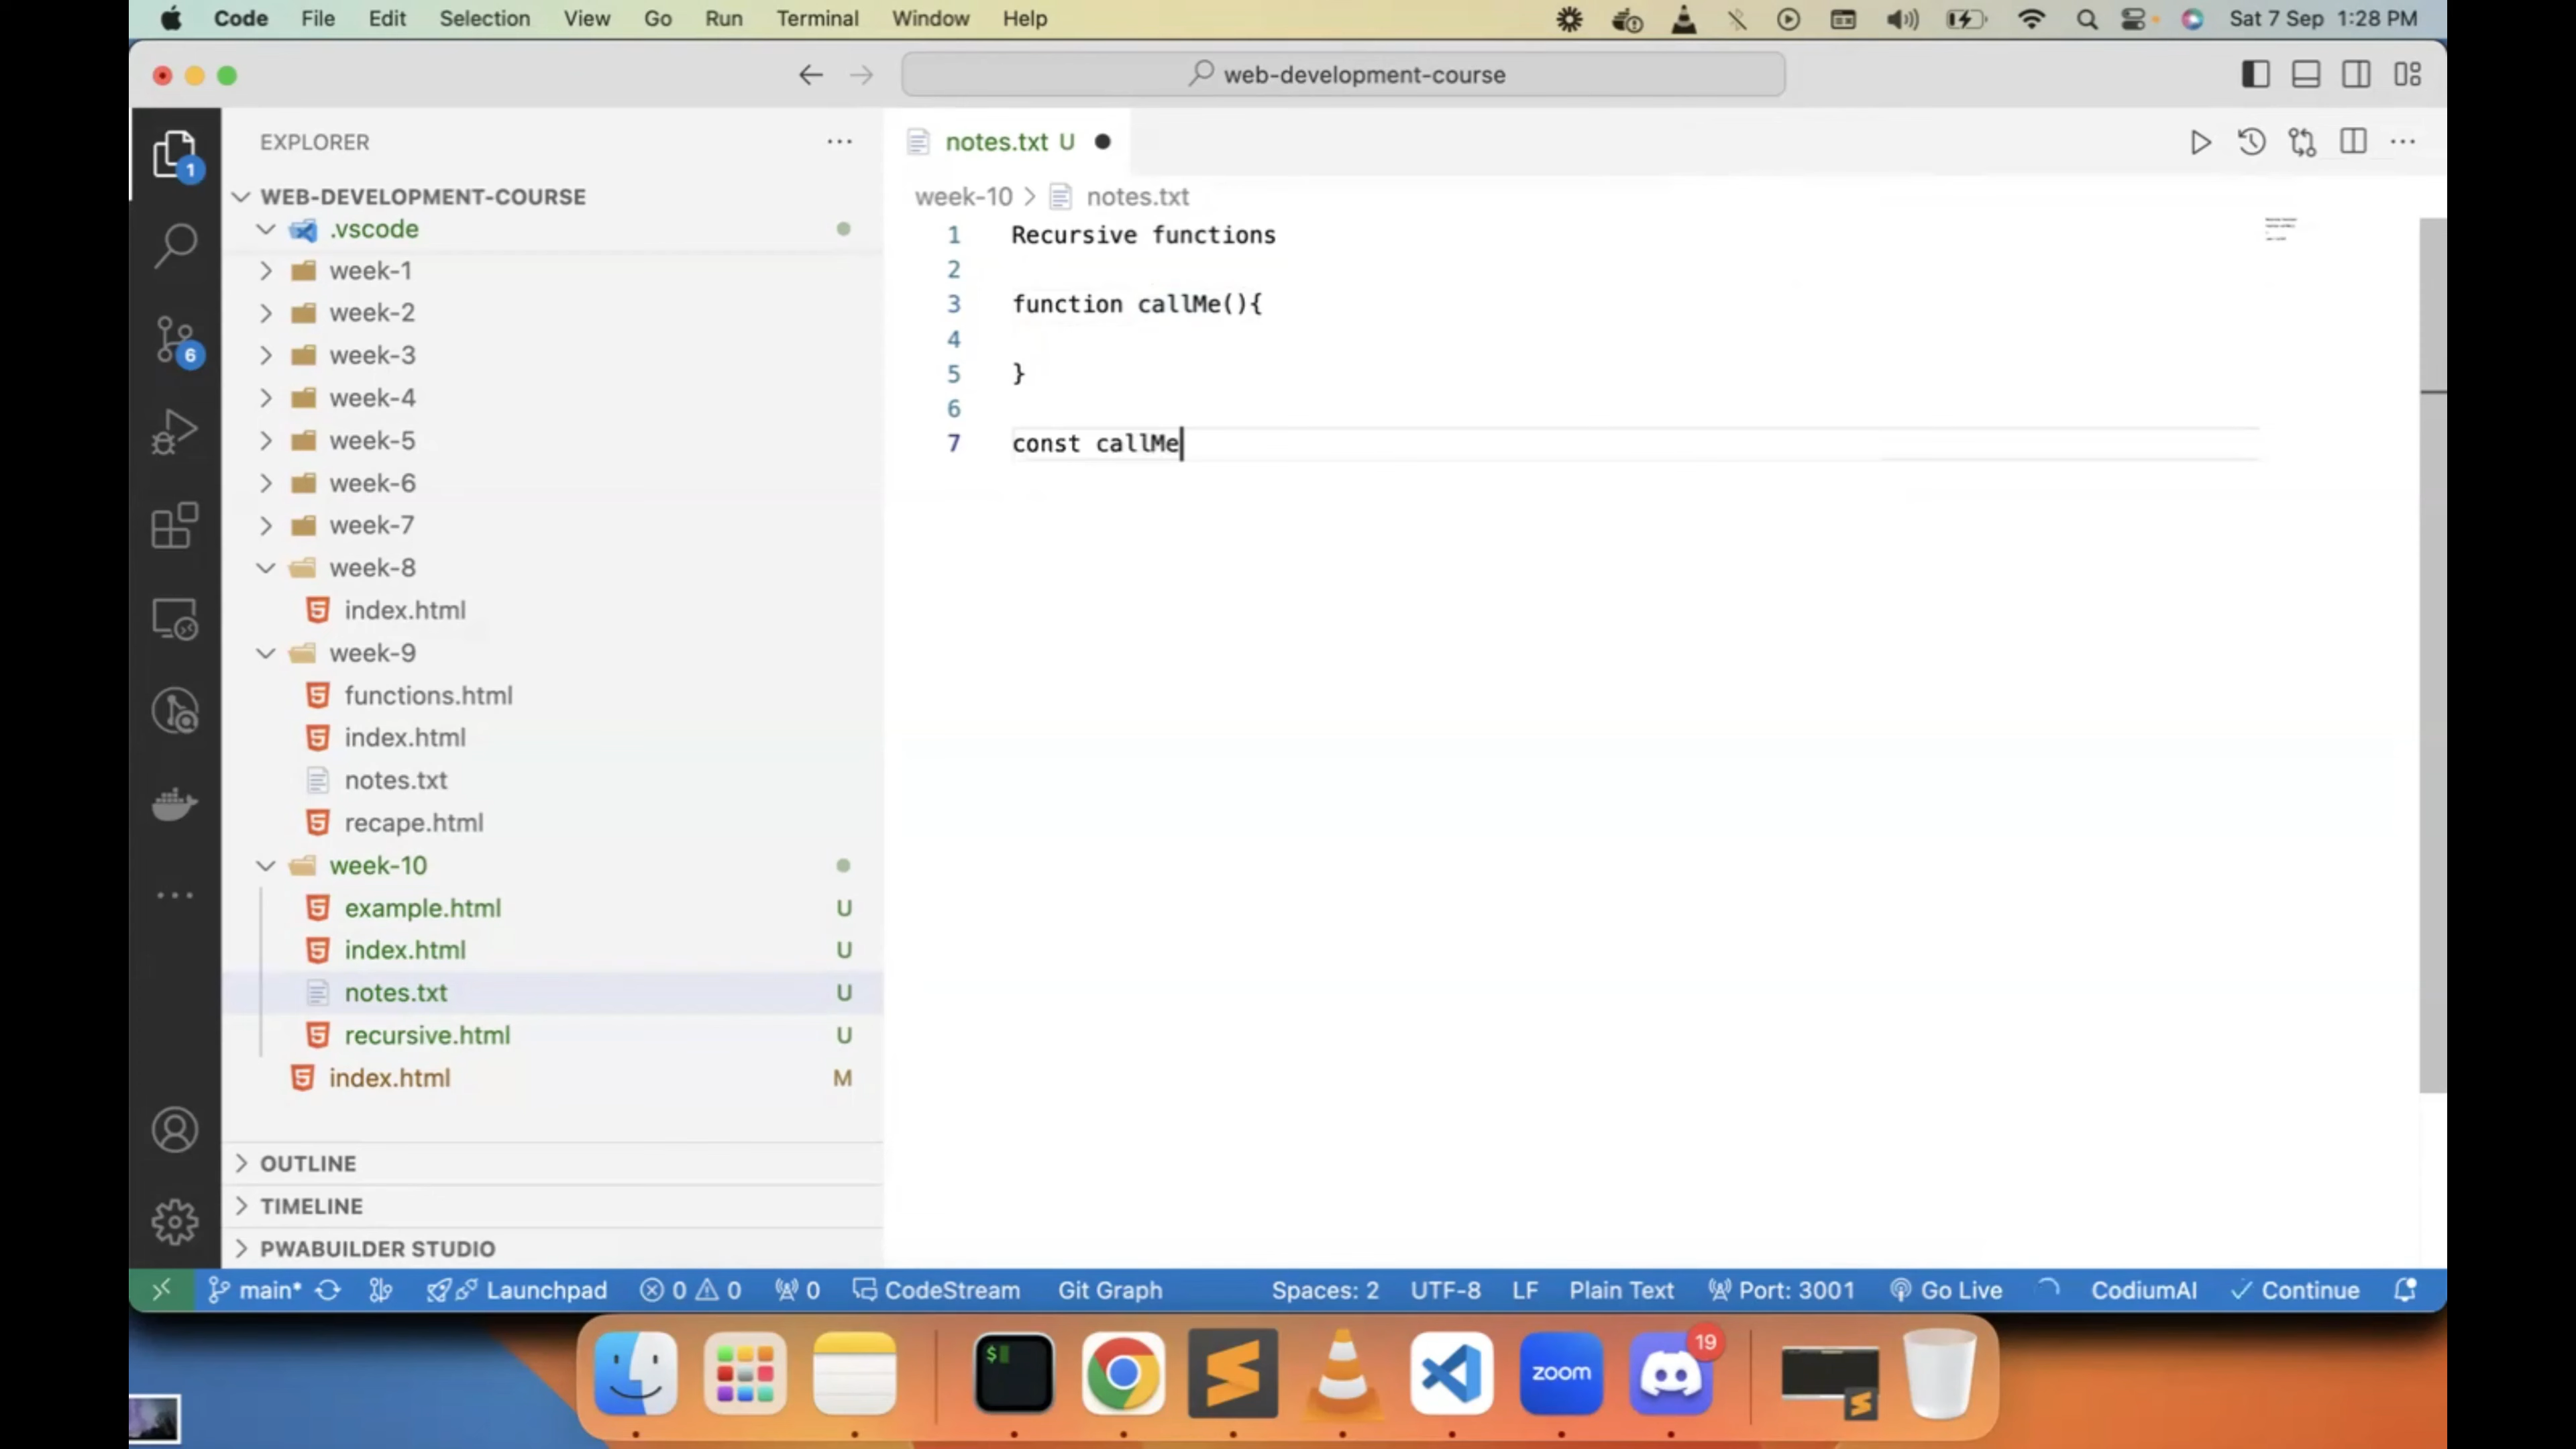 Code File Edit Selection View Go Run Terminal Window Help Sat 7 Sep 1:28 PM
web-development-course
EXPLORER
notes.txt U
1
WEB-DEVELOPMENT-COURSE
week-10 > notes.txt
.vscode
1 Recursive functions
week-1
2
week-2
3 function callMe(){
6
week-3
4
5 }
week-4
6
week-5
7 const callMe
week-6
week-7
week-8
index.html
week-9
functions.html
index.html
notes.txt
recape.html
week-10
example.html U
index.html U
notes.txt U
recursive.html U
index.html M
OUTLINE
TIMELINE
PWABUILDER STUDIO
main* Launchpad 0 0 0 CodeStream Git Graph Spaces: 2 UTF-8 LF Plain Text Port: 3001 Go Live CodiumAI Continue
19
$
zoom